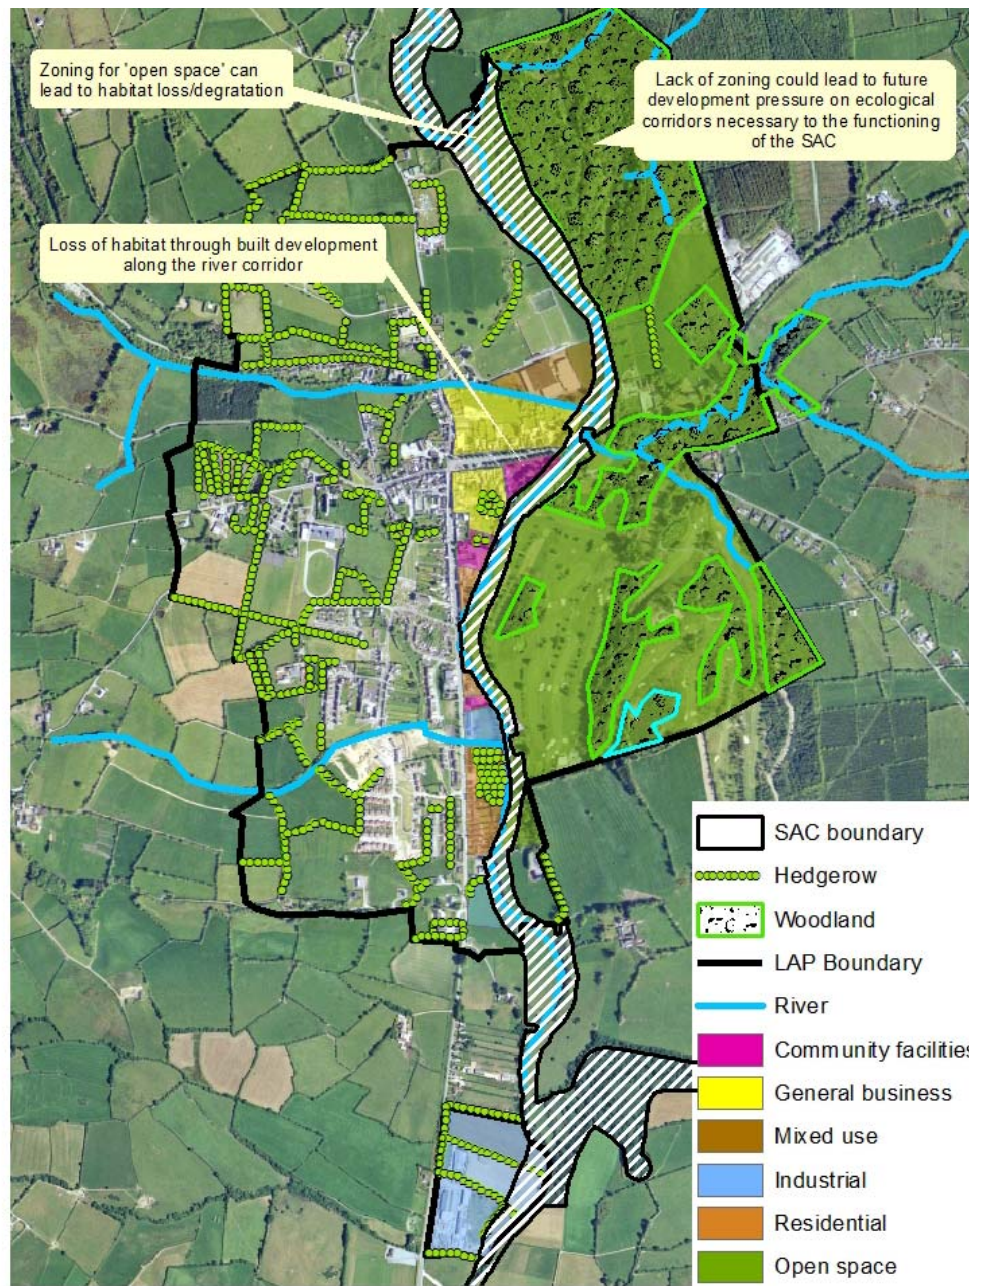 Zoning for 'open space' can
lead to habitat loss/degratation
Lack of zoning could lead to future
development pressure on ecological
corridors necessary to the functioning
of the SAC
Loss of habitat through built development
along the river corridor
SAC boundary
Hedgerow
Woodland
LAP Boundary
River
Community facilities
General business
Mixed use
Industrial
Residential
Open space